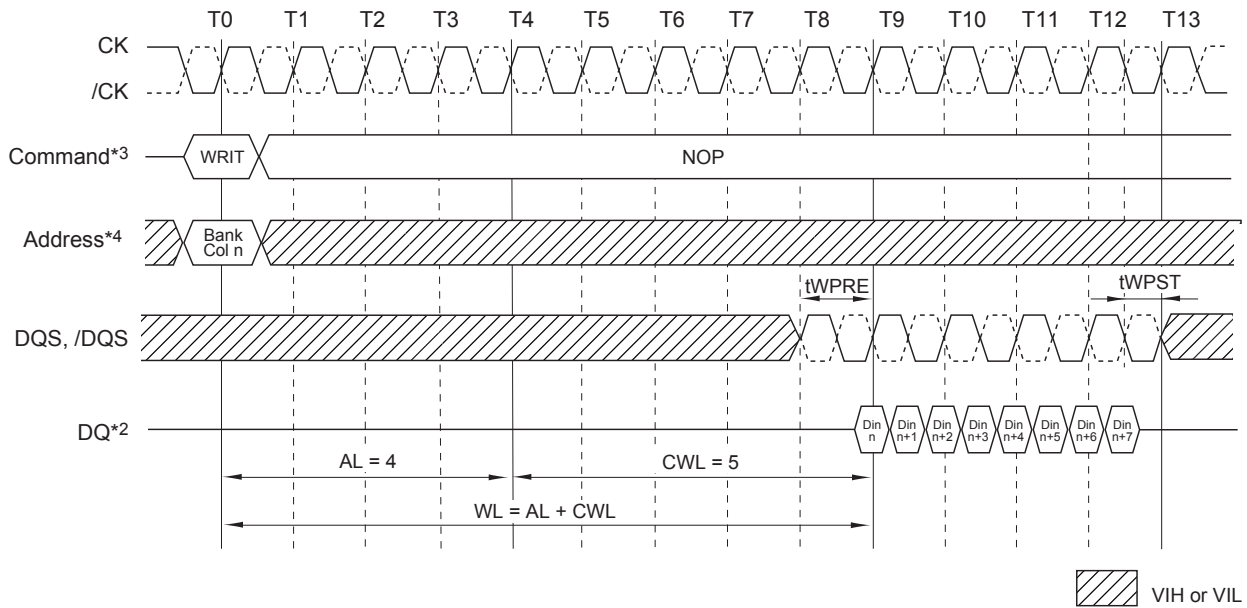 T0 T1 T2 T3 T4 T5 T6 T7 T8 T9 T10 T11 T12 T13
CK
/CK
Command*3 WRIT NOP
Address*4 Bank
Col n
tWPRE tWPST
DQS, /DQS
DQ*2 Din n Din n+1 Din n+2 Din n+3 Din n+4 Din n+5 Din n+6 Din n+7
AL = 4 CWL = 5
WL = AL + CWL
VIH or VIL